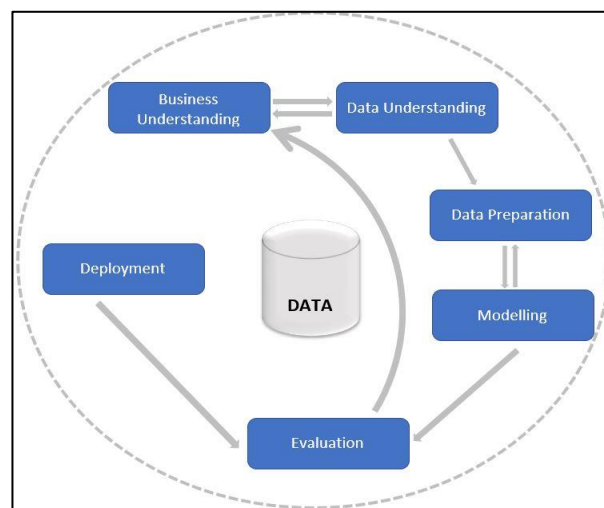 Business
Understanding
Data Understanding
Data Preparation
Deployment
DATA
Modelling
Evaluation